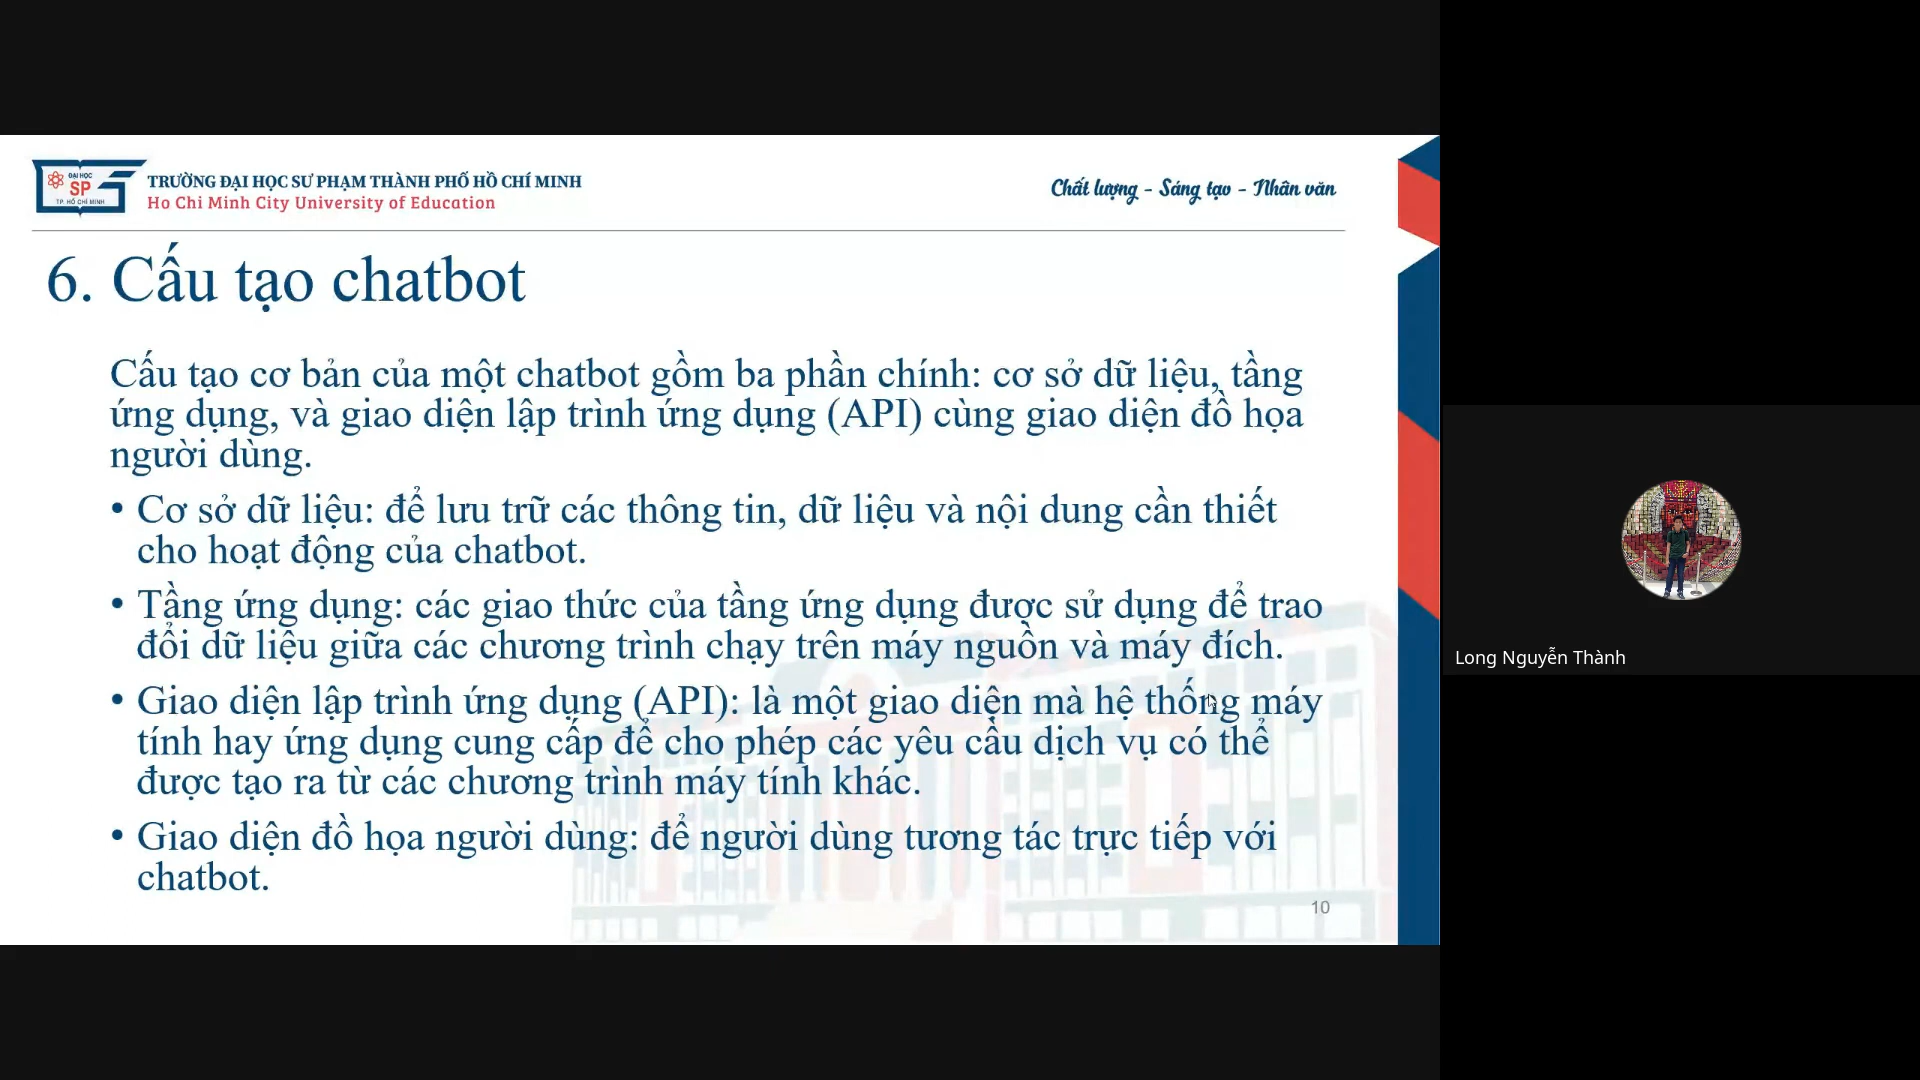 ĐẠI HỌC
SP
TP. HỒ CHÍ MINH
TRƯỜNG ĐẠI HỌC SƯ PHẠM THÀNH PHỐ HỒ CHÍ MINH
Ho Chi Minh City University of Education
Chất lượng - Sáng tạo - Nhân văn
6. Cấu tạo chatbot
Cấu tạo cơ bản của một chatbot gồm ba phần chính: cơ sở dữ liệu, tầng
ứng dụng, và giao diện lập trình ứng dụng (API) cùng giao diện đồ họa
người dùng.
• Cơ sở dữ liệu: để lưu trữ các thông tin, dữ liệu và nội dung cần thiết
cho hoạt động của chatbot.
• Tầng ứng dụng: các giao thức của tầng ứng dụng được sử dụng để trao
đổi dữ liệu giữa các chương trình chạy trên máy nguồn và máy đích.
• Giao diện lập trình ứng dụng (API): là một giao diện mà hệ thống máy
tính hay ứng dụng cung cấp để cho phép các yêu cầu dịch vụ có thể
được tạo ra từ các chương trình máy tính khác.
• Giao diện đồ họa người dùng: để người dùng tương tác trực tiếp với
chatbot.
10
Long Nguyễn Thành